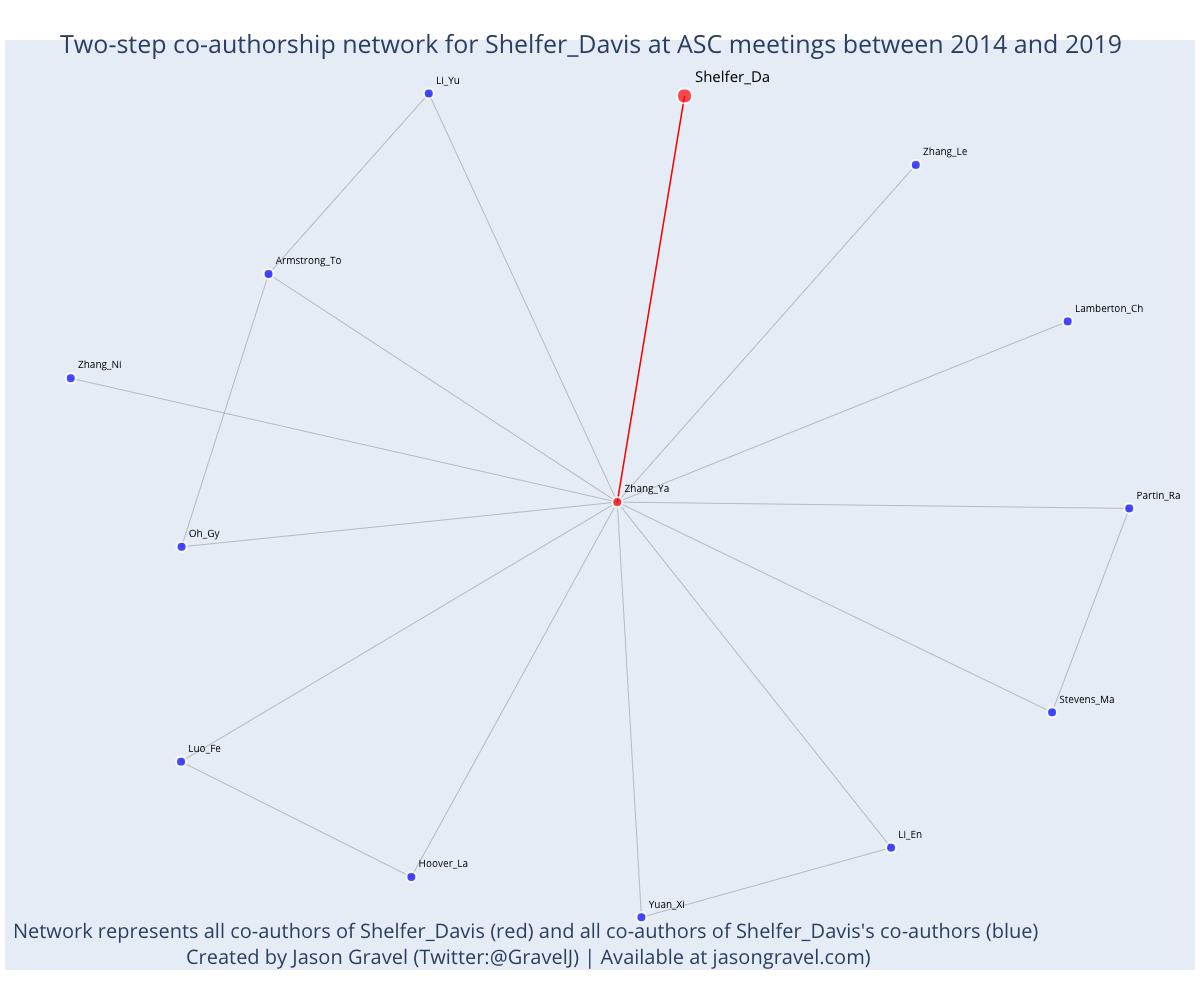 Two-step co-authorship network for Shelfer_Davis at ASC meetings between 2014 and 2019
Li_Yu
Shelfer_Da
Zhang_Le
Armstrong_To
Lamberton_Ch
Zhang_Ni
Zhang_Ya
Partin_Ra
Oh_Gy
Stevens_Ma
Luo_Fe
Li_En
Hoover_La
Yuan_Xi
Network represents all co-authors of Shelfer_Davis (red) and all co-authors of Shelfer_Davis's co-authors (blue)
Created by Jason Gravel (Twitter:@GravelJ) | Available at jasongravel.com)